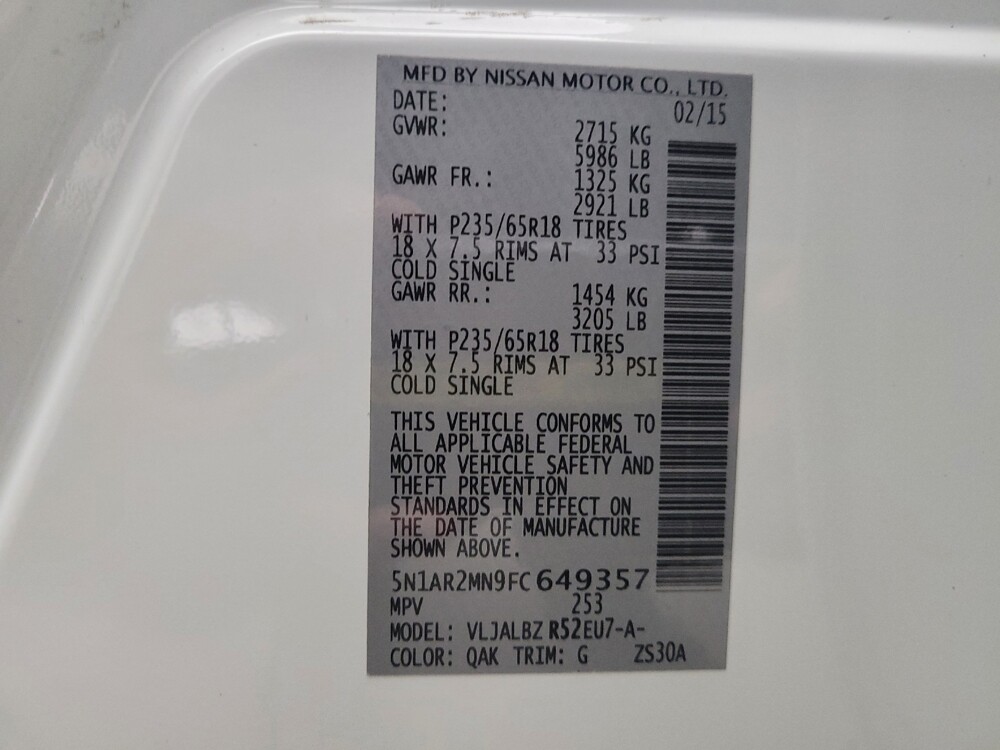 MFD BY NISSAN MOTOR CO., LTD.
DATE: 02/15
GVWR: 2715 KG
5986 LB
GAWR FR.: 1325 KG
2921 LB
WITH P235/65R18 TIRES
18 X 7.5 RIMS AT 33 PSI
COLD SINGLE
GAWR RR.: 1454 KG
3205 LB
WITH P235/65R18 TIRES
18 X 7.5 RIMS AT 33 PSI
COLD SINGLE
THIS VEHICLE CONFORMS TO
ALL APPLICABLE FEDERAL
MOTOR VEHICLE SAFETY AND
THEFT PREVENTION
STANDARDS IN EFFECT ON
THE DATE OF MANUFACTURE
SHOWN ABOVE.
5N1AR2MN9FC649357
MPV 253
MODEL: VLJALBZ R52EU7-A-
COLOR: QAK TRIM: G ZS30A